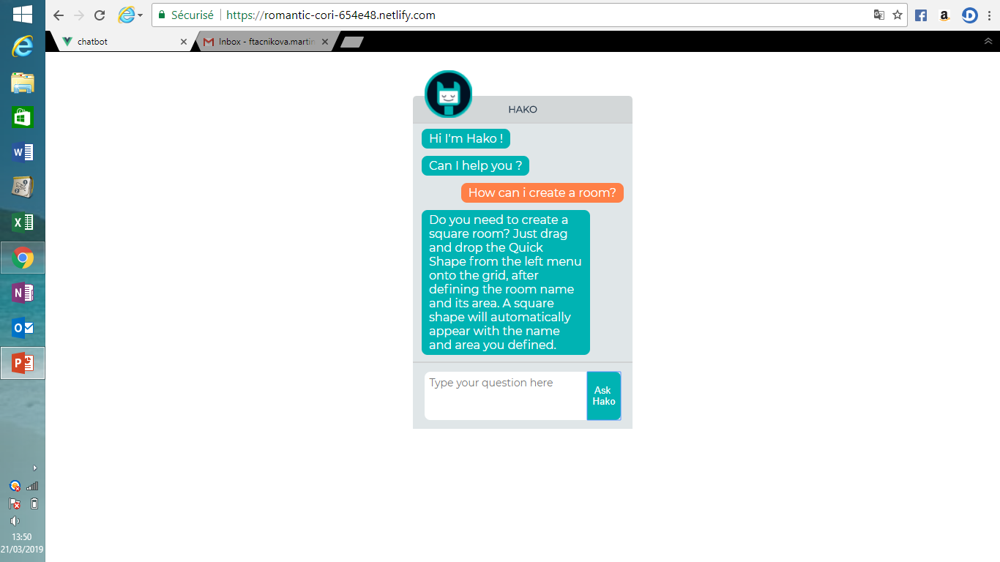 Sécurisé
https://romantic-cori-654e48.netlify.com
chatbot
Inbox - ftacnikova.martin
HAKO
Hi I'm Hako !
Can I help you ?
How can i create a room?
Do you need to create a
square room? Just drag
and drop the Quick
Shape from the left menu
onto the grid, after
defining the room name
and its area. A square
shape will automatically
appear with the name
and area you defined.
Type your question here
Ask
Hako
13:50
21/03/2019